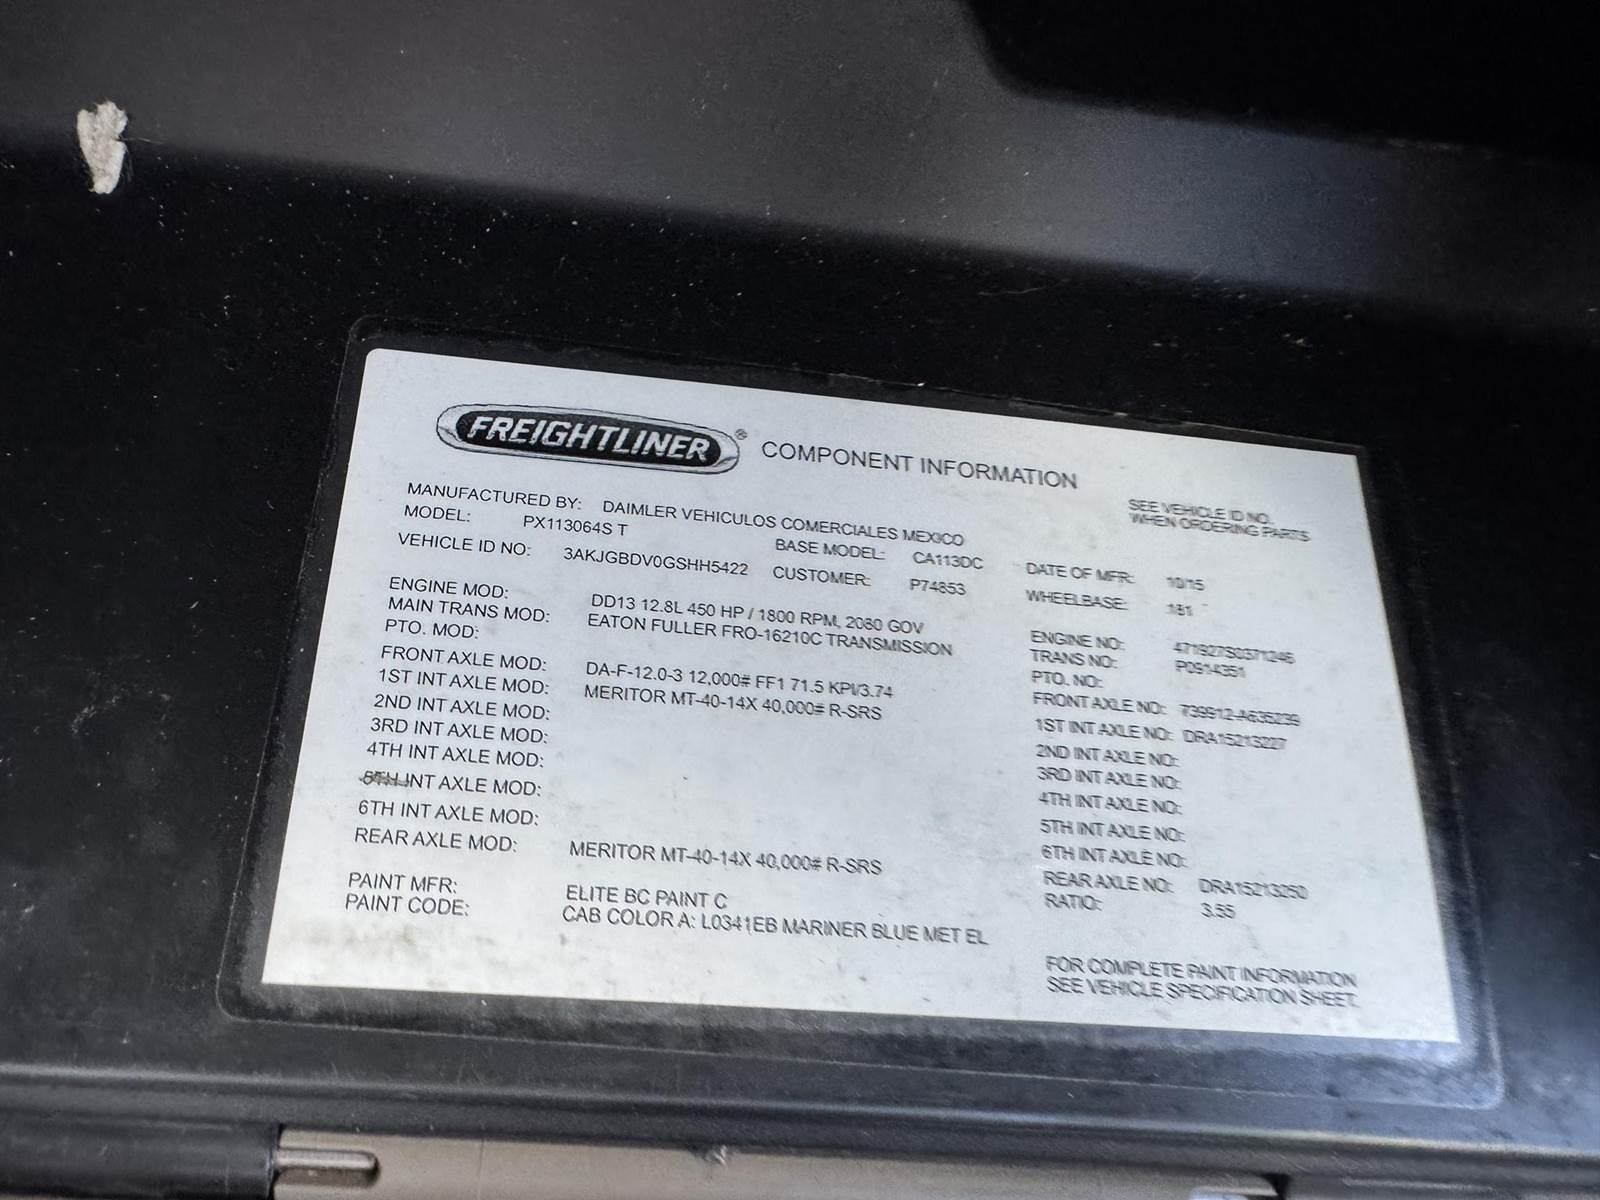 FREIGHTLINER® COMPONENT INFORMATION
SEE VEHICLE ID NO.
WHEN ORDERING PARTS
MANUFACTURED BY: DAIMLER VEHICULOS COMERCIALES MEXICO
MODEL: PX113064S T BASE MODEL: CA113DC DATE OF MFR: 10/15
VEHICLE ID NO: 3AKJGBDV0GSHH5422 CUSTOMER: P74853 WHEELBASE: 181
ENGINE MOD: DD13 12.8L 450 HP / 1800 RPM, 2080 GOV ENGINE NO: 471927S0371246
MAIN TRANS MOD: EATON FULLER FRO-16210C TRANSMISSION TRANS NO: P0914351
PTO. MOD: PTO. NO:
FRONT AXLE MOD: DA-F-12.0-3 12,000# FF1 71.5 KPI/3.74 FRONT AXLE NO: 739912-A635239
1ST INT AXLE MOD: MERITOR MT-40-14X 40,000# R-SRS 1ST INT AXLE NO: DRA15213227
2ND INT AXLE MOD: 2ND INT AXLE NO:
3RD INT AXLE MOD: 3RD INT AXLE NO:
4TH INT AXLE MOD: 4TH INT AXLE NO:
5TH INT AXLE MOD: 5TH INT AXLE NO:
6TH INT AXLE MOD: 6TH INT AXLE NO:
REAR AXLE MOD: MERITOR MT-40-14X 40,000# R-SRS REAR AXLE NO: DRA15213250
RATIO: 3.55
PAINT MFR: ELITE BC PAINT C
PAINT CODE: CAB COLOR A: L0341EB MARINER BLUE MET EL
FOR COMPLETE PAINT INFORMATION
SEE VEHICLE SPECIFICATION SHEET.